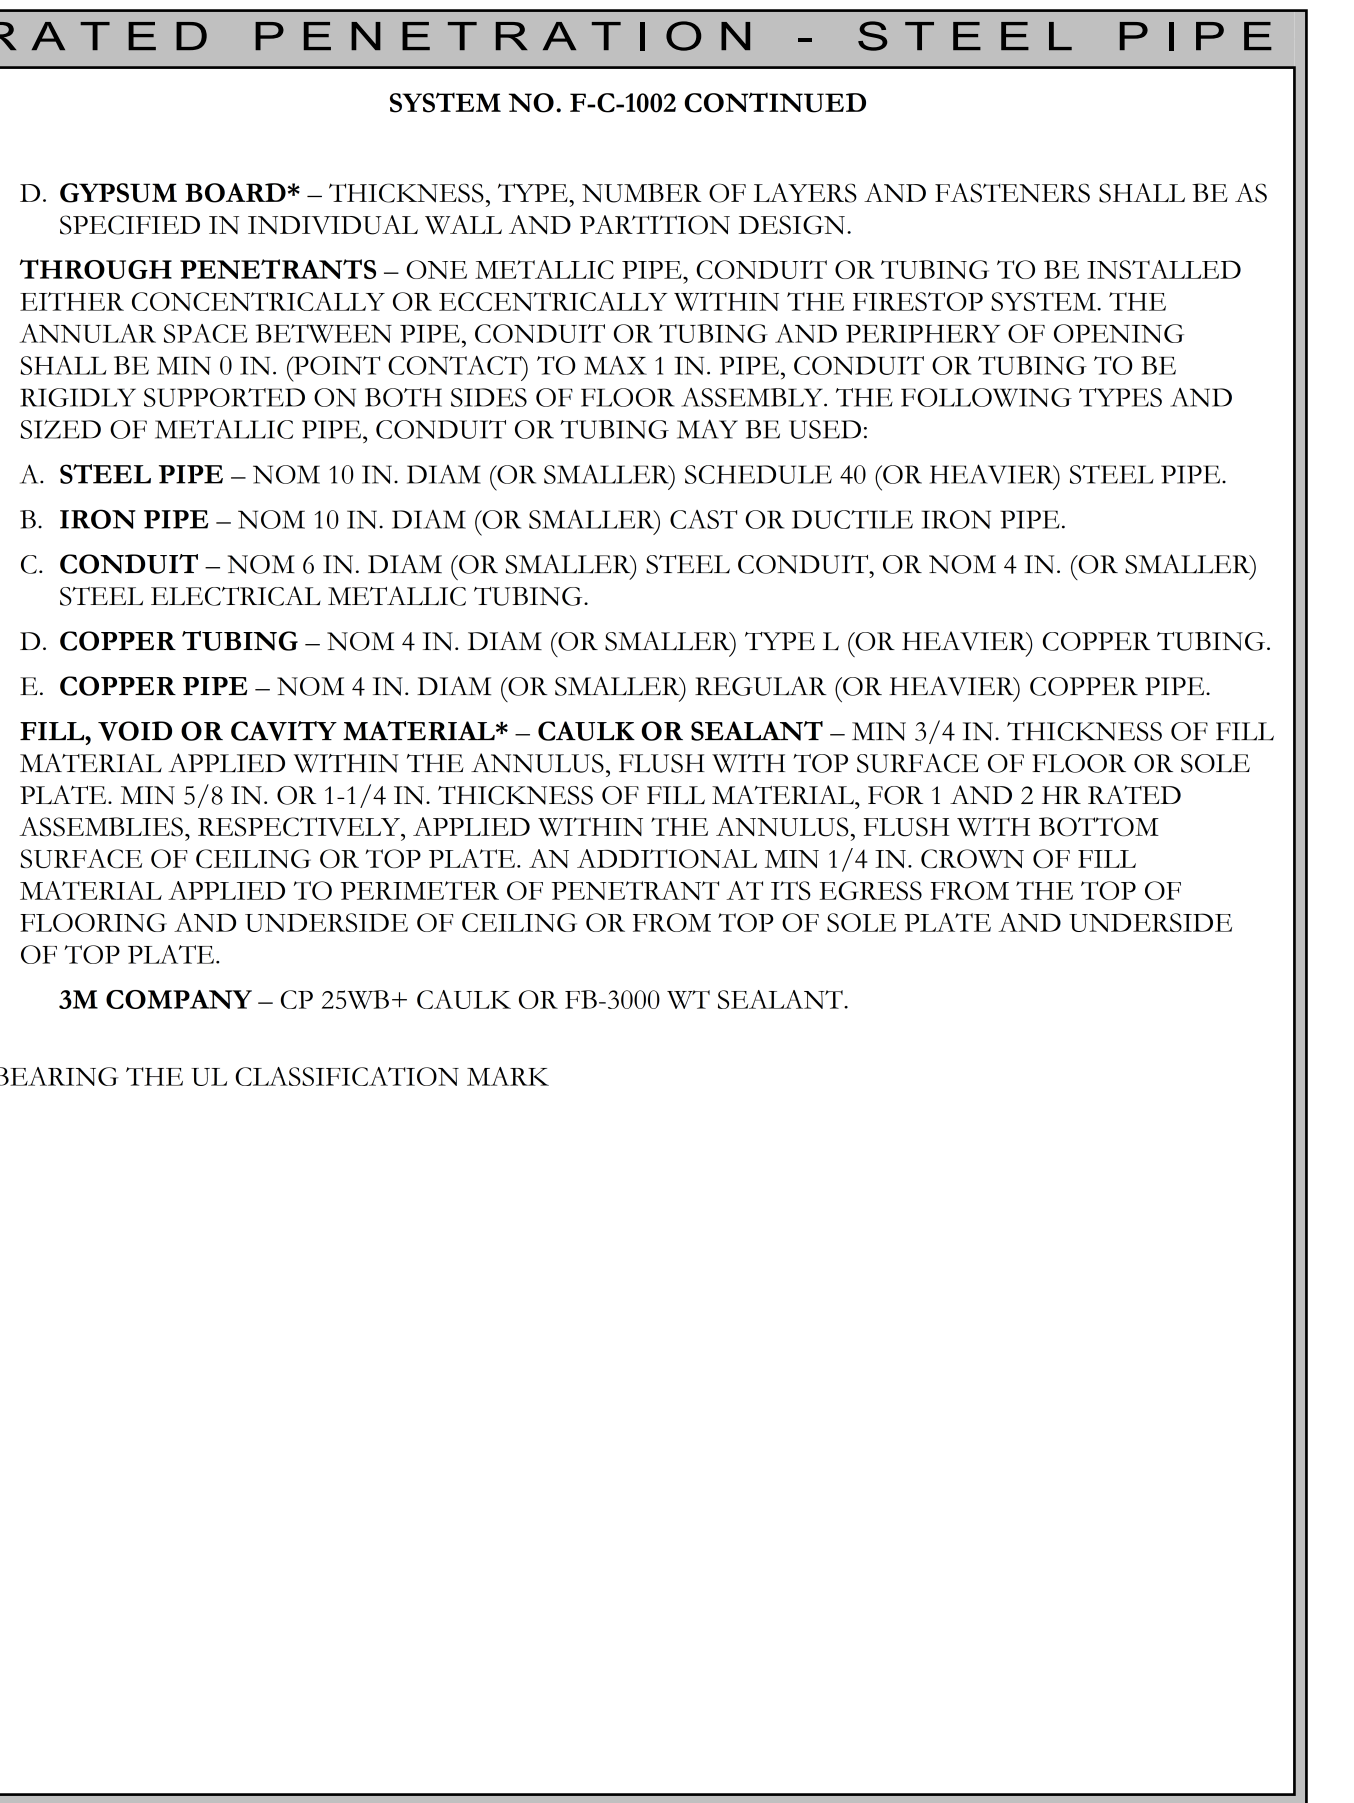 RATED PENETRATION - STEEL PIPE
SYSTEM NO. F-C-1002 CONTINUED
D. GYPSUM BOARD* – THICKNESS, TYPE, NUMBER OF LAYERS AND FASTENERS SHALL BE AS
SPECIFIED IN INDIVIDUAL WALL AND PARTITION DESIGN.
THROUGH PENETRANTS – ONE METALLIC PIPE, CONDUIT OR TUBING TO BE INSTALLED
EITHER CONCENTRICALLY OR ECCENTRICALLY WITHIN THE FIRESTOP SYSTEM. THE
ANNULAR SPACE BETWEEN PIPE, CONDUIT OR TUBING AND PERIPHERY OF OPENING
SHALL BE MIN 0 IN. (POINT CONTACT) TO MAX 1 IN. PIPE, CONDUIT OR TUBING TO BE
RIGIDLY SUPPORTED ON BOTH SIDES OF FLOOR ASSEMBLY. THE FOLLOWING TYPES AND
SIZED OF METALLIC PIPE, CONDUIT OR TUBING MAY BE USED:
A. STEEL PIPE – NOM 10 IN. DIAM (OR SMALLER) SCHEDULE 40 (OR HEAVIER) STEEL PIPE.
B. IRON PIPE – NOM 10 IN. DIAM (OR SMALLER) CAST OR DUCTILE IRON PIPE.
C. CONDUIT – NOM 6 IN. DIAM (OR SMALLER) STEEL CONDUIT, OR NOM 4 IN. (OR SMALLER)
STEEL ELECTRICAL METALLIC TUBING.
D. COPPER TUBING – NOM 4 IN. DIAM (OR SMALLER) TYPE L (OR HEAVIER) COPPER TUBING.
E. COPPER PIPE – NOM 4 IN. DIAM (OR SMALLER) REGULAR (OR HEAVIER) COPPER PIPE.
FILL, VOID OR CAVITY MATERIAL* – CAULK OR SEALANT – MIN 3/4 IN. THICKNESS OF FILL
MATERIAL APPLIED WITHIN THE ANNULUS, FLUSH WITH TOP SURFACE OF FLOOR OR SOLE
PLATE. MIN 5/8 IN. OR 1-1/4 IN. THICKNESS OF FILL MATERIAL, FOR 1 AND 2 HR RATED
ASSEMBLIES, RESPECTIVELY, APPLIED WITHIN THE ANNULUS, FLUSH WITH BOTTOM
SURFACE OF CEILING OR TOP PLATE. AN ADDITIONAL MIN 1/4 IN. CROWN OF FILL
MATERIAL APPLIED TO PERIMETER OF PENETRANT AT ITS EGRESS FROM THE TOP OF
FLOORING AND UNDERSIDE OF CEILING OR FROM TOP OF SOLE PLATE AND UNDERSIDE
OF TOP PLATE.
3M COMPANY – CP 25WB+ CAULK OR FB-3000 WT SEALANT.
BEARING THE UL CLASSIFICATION MARK